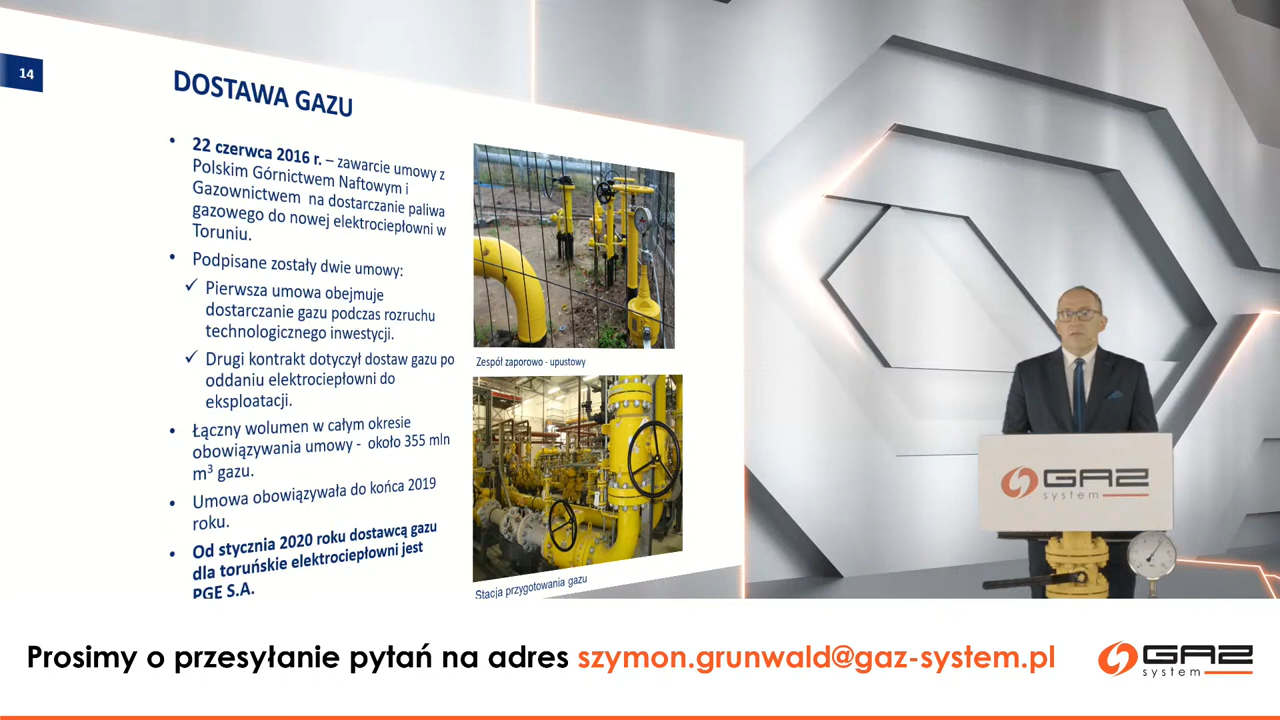 14
DOSTAWA GAZU
• 22 czerwca 2016 r. – zawarcie umowy z
Polskim Górnictwem Naftowym i
Gazownictwem na dostarczanie paliwa
gazowego do nowej elektrociepłowni w
Toruniu.
• Podpisane zostały dwie umowy:
✓ Pierwsza umowa obejmuje
dostarczanie gazu podczas rozruchu
technologicznego inwestycji.
✓ Drugi kontrakt dotyczył dostaw gazu po
oddaniu elektrociepłowni do
eksploatacji.
• Łączny wolumen w całym okresie
obowiązywania umowy - około 355 mln
m³ gazu.
• Umowa obowiązywała do końca 2019
roku.
• Od stycznia 2020 roku dostawcą gazu
dla toruńskie elektrociepłowni jest
PGE S.A.
Zespół zaporowo - upustowy
Stacja przygotowania gazu
GAZ
system
Prosimy o przesyłanie pytań na adres szymon.grunwald@gaz-system.pl
GAZ
system